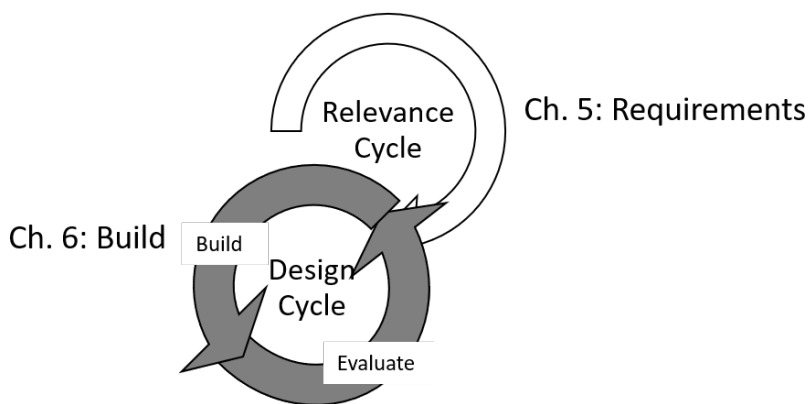 Relevance
Cycle
Ch. 5: Requirements
Ch. 6: Build
Build
Design
Cycle
Evaluate